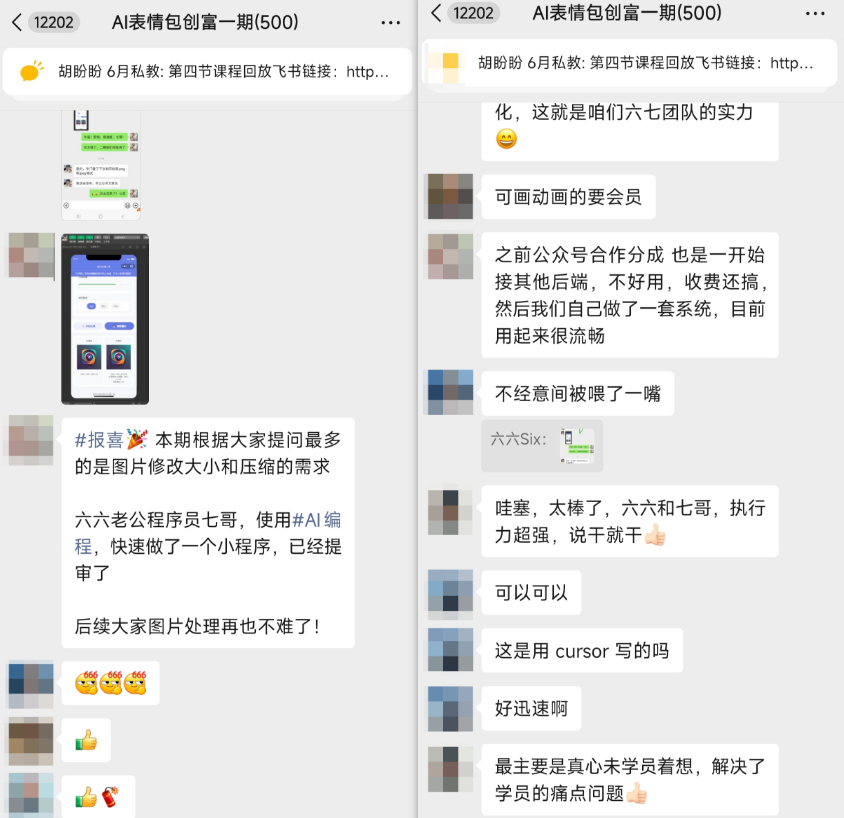 12202
AI表情包创富一期(500)
胡盼盼 6月私教: 第四节课程回放飞书链接：http...
#报喜🎉 本期根据大家提问最多
的是图片修改大小和压缩的需求
六六老公程序员七哥，使用#AI编
程，快速做了一个小程序，已经提
审了
后续大家图片处理再也不难了！
666 666 666
12202
AI表情包创富一期(500)
胡盼盼 6月私教: 第四节课程回放飞书链接：http...
化，这就是咱们六七团队的实力
😄
可画动画的要会员
之前公众号合作分成 也是一开始
接其他后端，不好用，收费还搞，
然后我们自己做了一套系统，目前
用起来很流畅
不经意间被喂了一嘴
六六Six：
哇塞，太棒了，六六和七哥，执行
力超强，说干就干👍🏻
可以可以
这是用 cursor 写的吗
好迅速啊
最主要是真心未学员着想，解决了
学员的痛点问题👍🏻